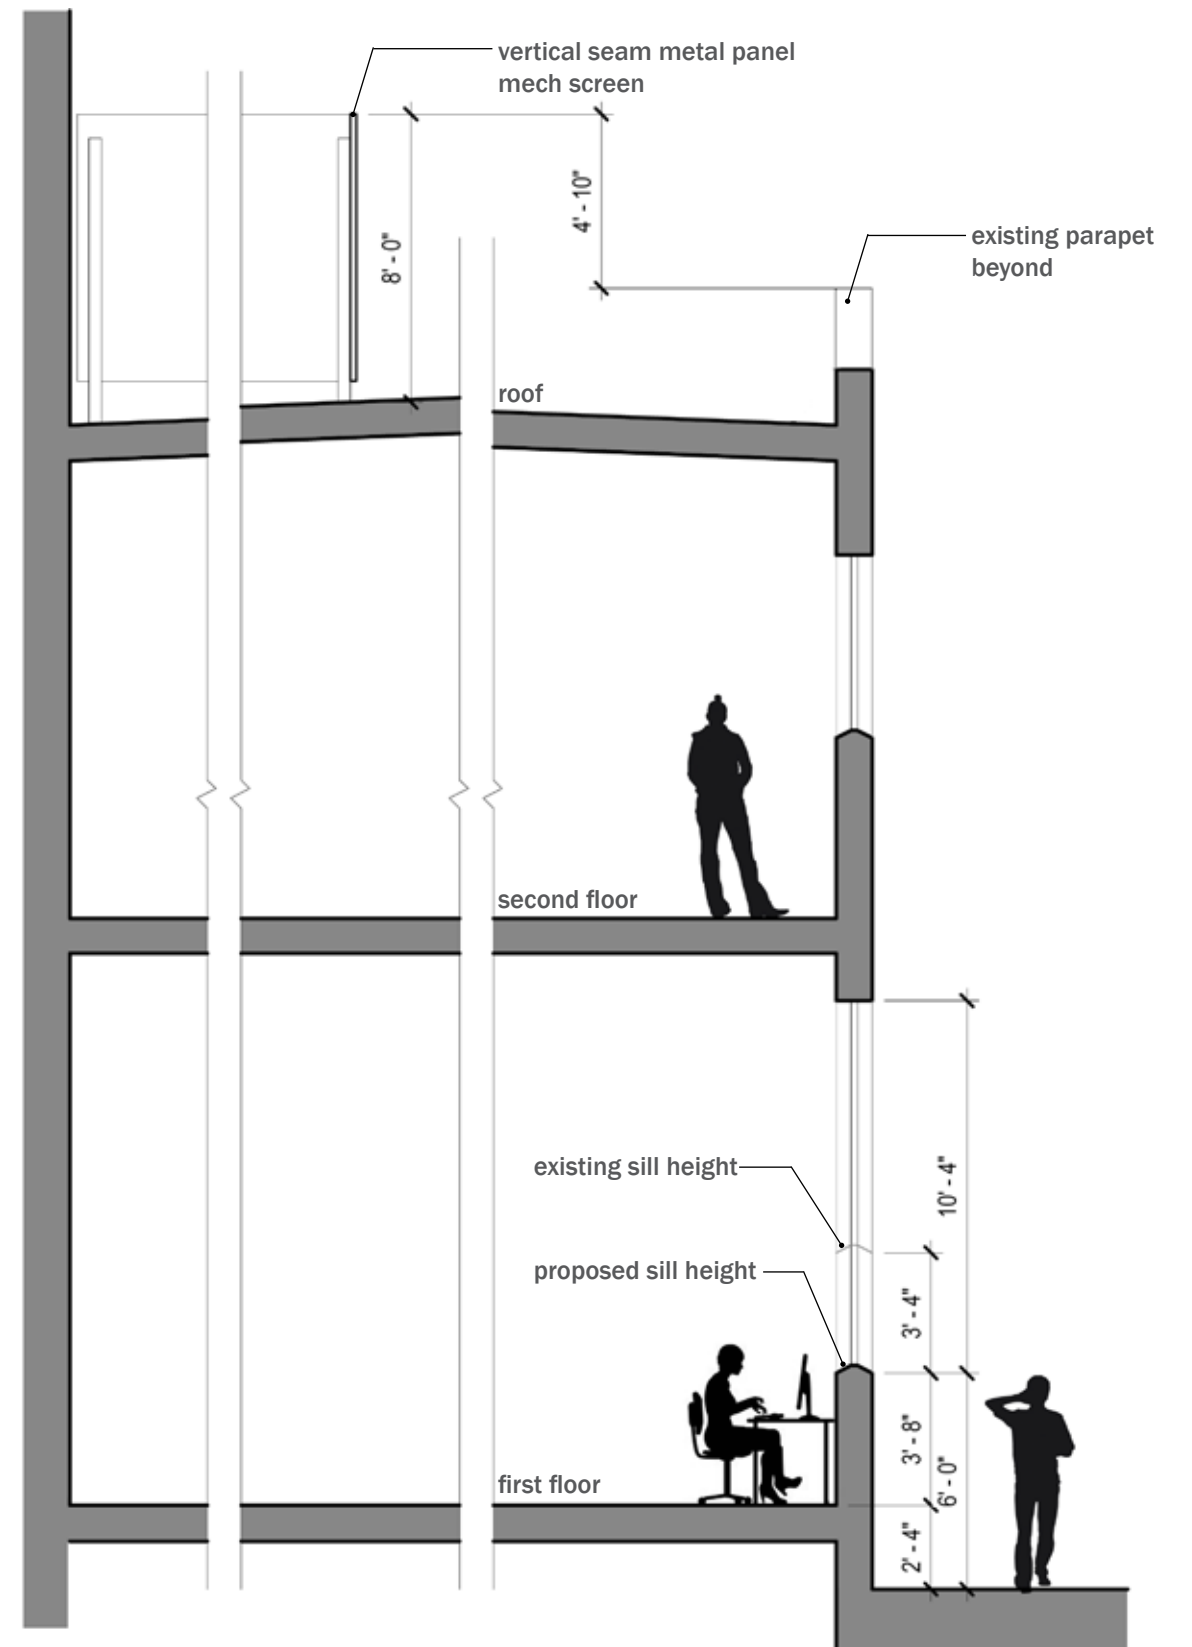 vertical seam metal panel
mech screen
4' - 10"
8' - 0"
existing parapet
beyond
roof
second floor
existing sill height
10' - 4"
proposed sill height
3' - 4"
3' - 8"
6' - 0"
first floor
2' - 4"